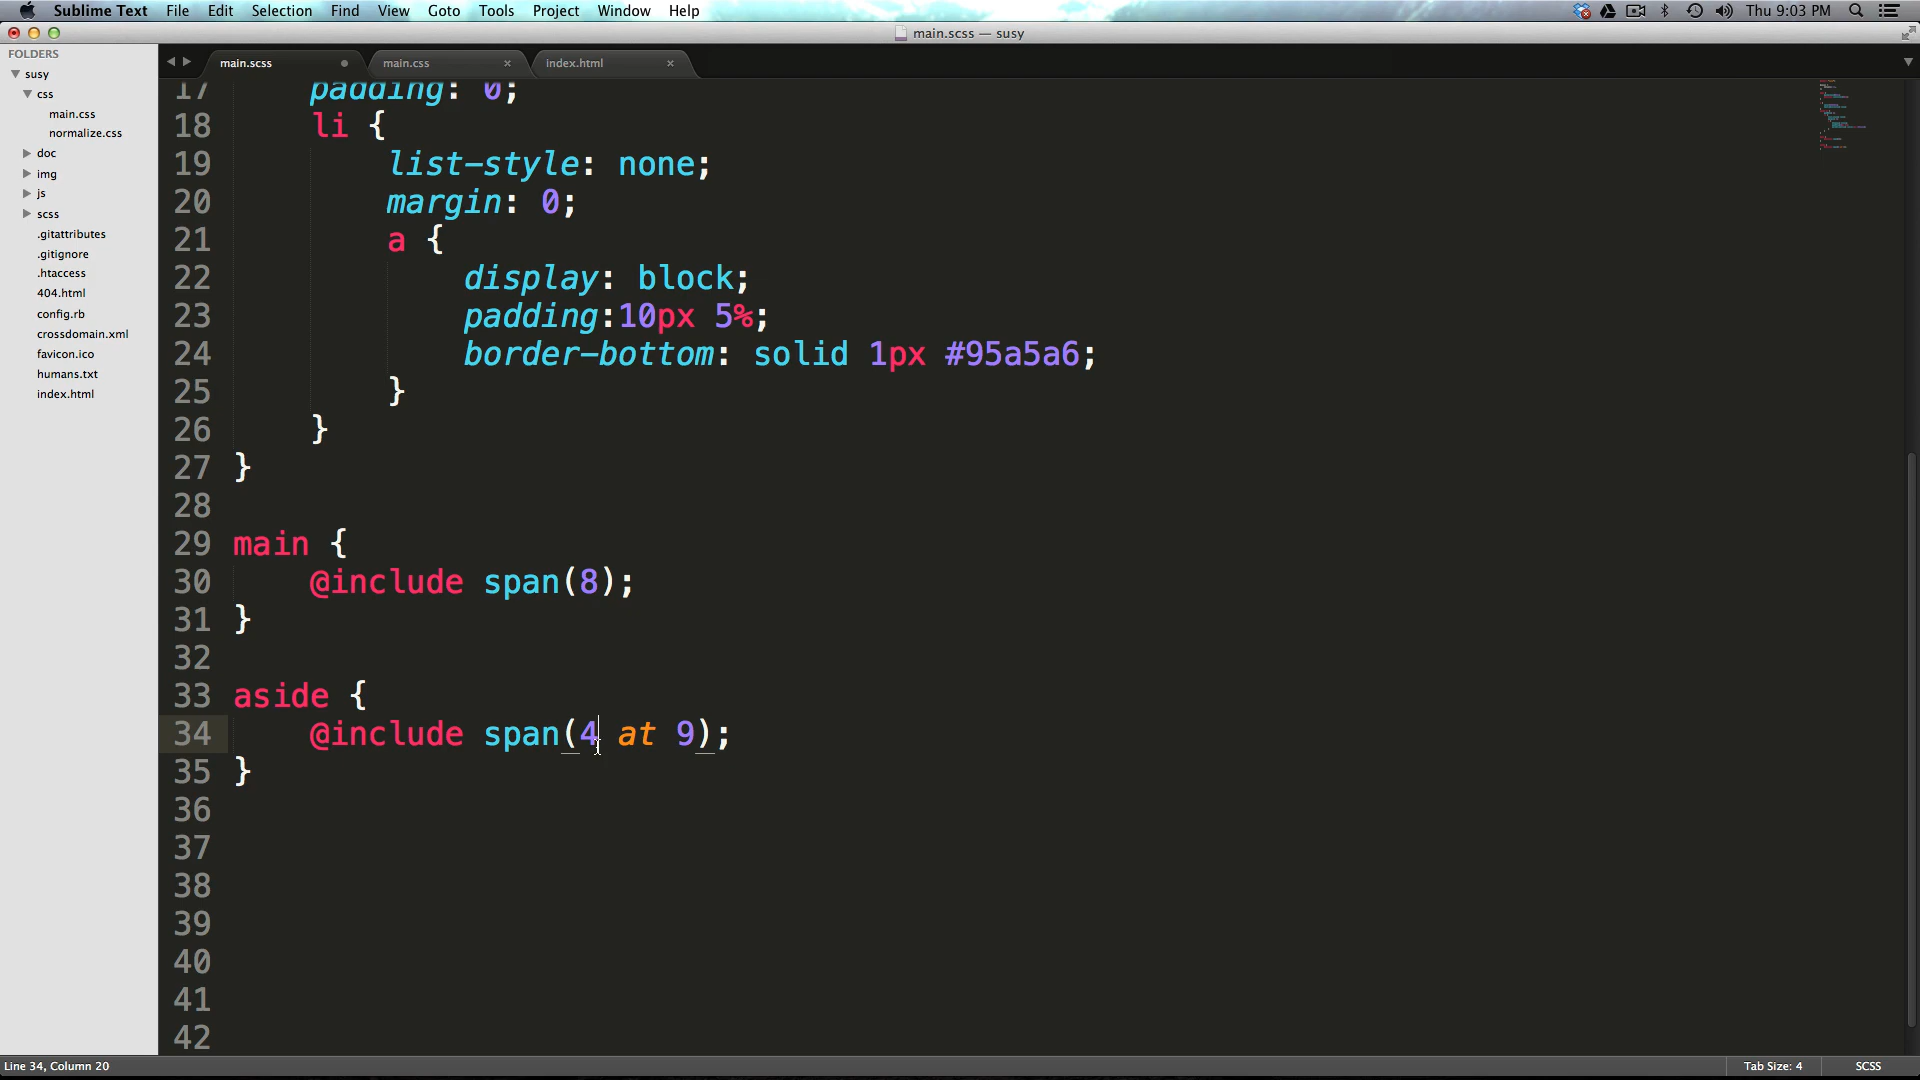 Sublime Text File Edit Selection Find View Goto Tools Project Window Help Thu 9:03 PM
main.scss — susy
FOLDERS
susy
css
main.css
normalize.css
doc
img
js
scss
.gitattributes
.gitignore
.htaccess
404.html
config.rb
crossdomain.xml
favicon.ico
humans.txt
index.html
main.scss main.css index.html
17 padding: 0;
18 li {
19 list-style: none;
20 margin: 0;
21 a {
22 display: block;
23 padding:10px 5%;
24 border-bottom: solid 1px #95a5a6;
25 }
26 }
27 }
28
29 main {
30 @include span(8);
31 }
32
33 aside {
34 @include span(4 at 9);
35 }
36
37
38
39
40
41
42
Line 34, Column 20 Tab Size: 4 SCSS